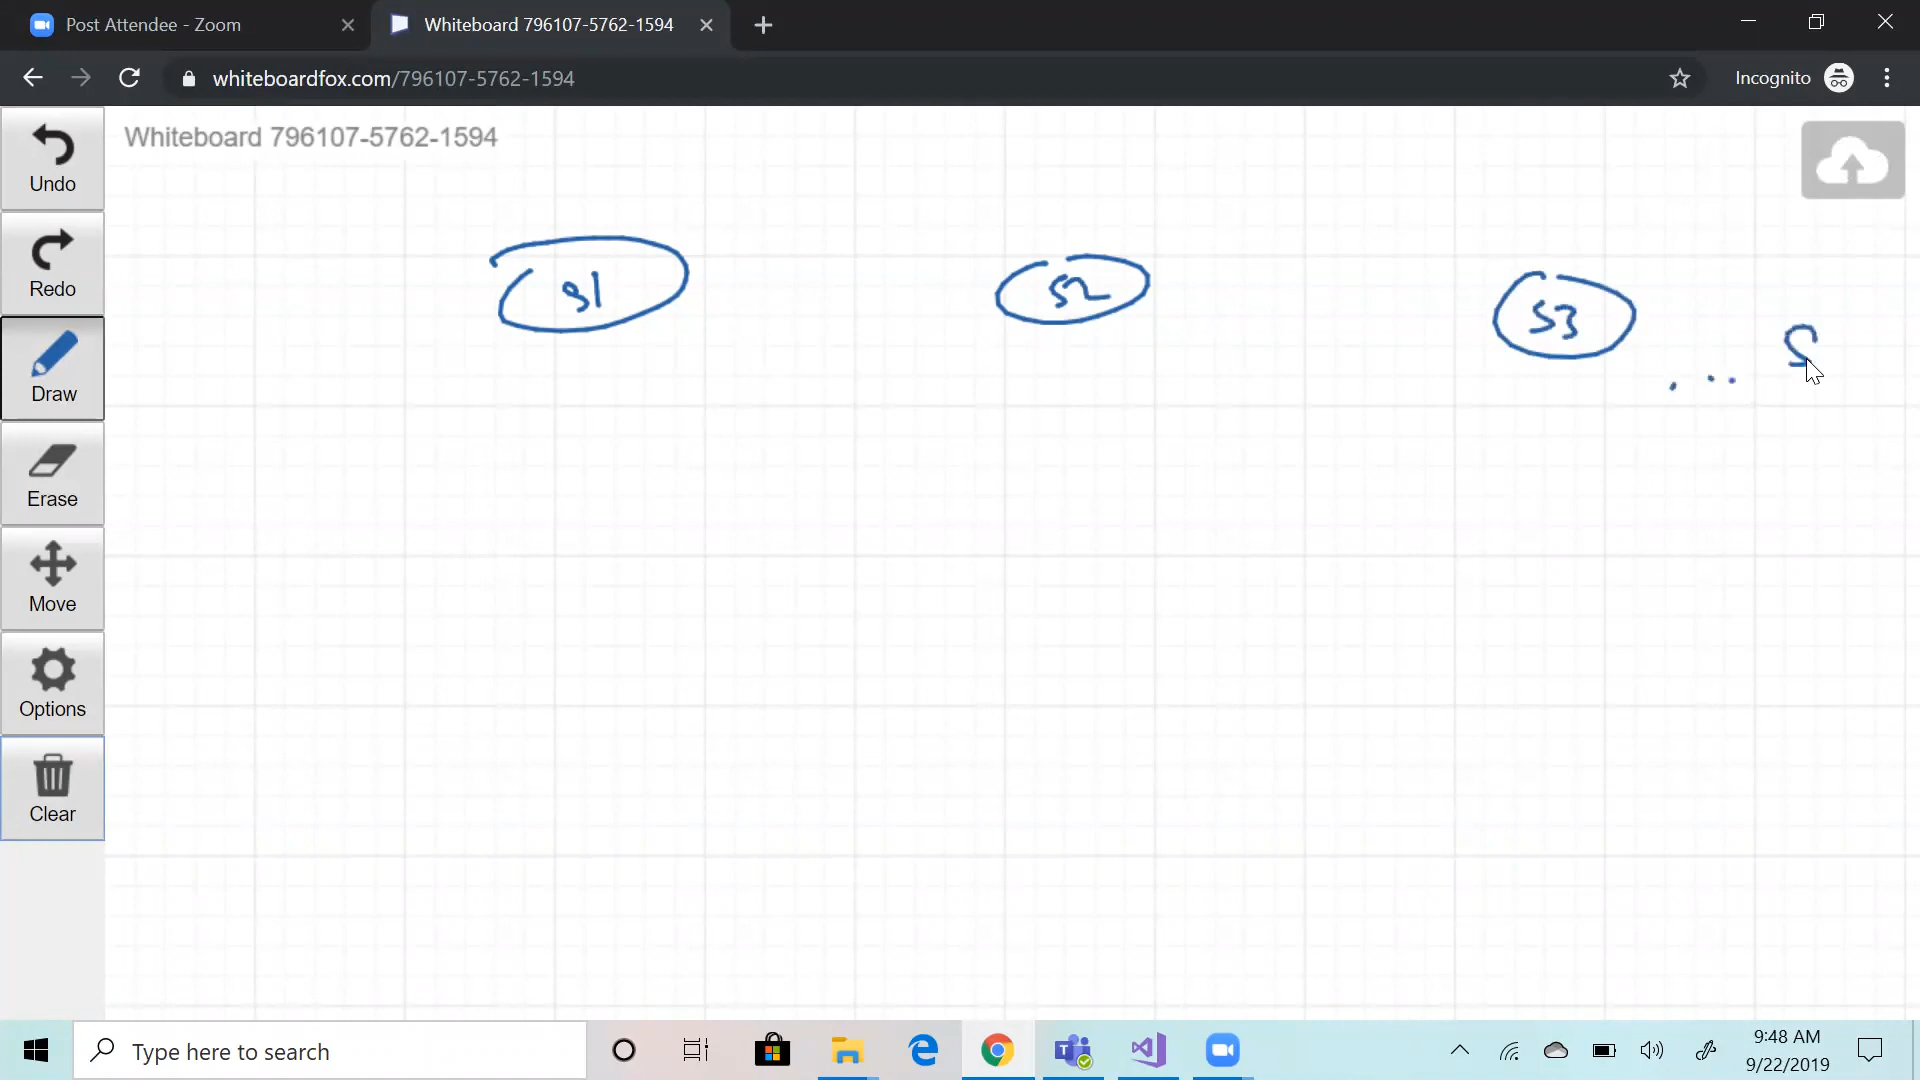 Post Attendee - Zoom
Whiteboard 796107-5762-1594
whiteboardfox.com/796107-5762-1594
Incognito
Undo
Redo
Draw
Erase
Move
Options
Clear
Whiteboard 796107-5762-1594
S1
S2
S3
... S
Type here to search
9:48 AM
9/22/2019